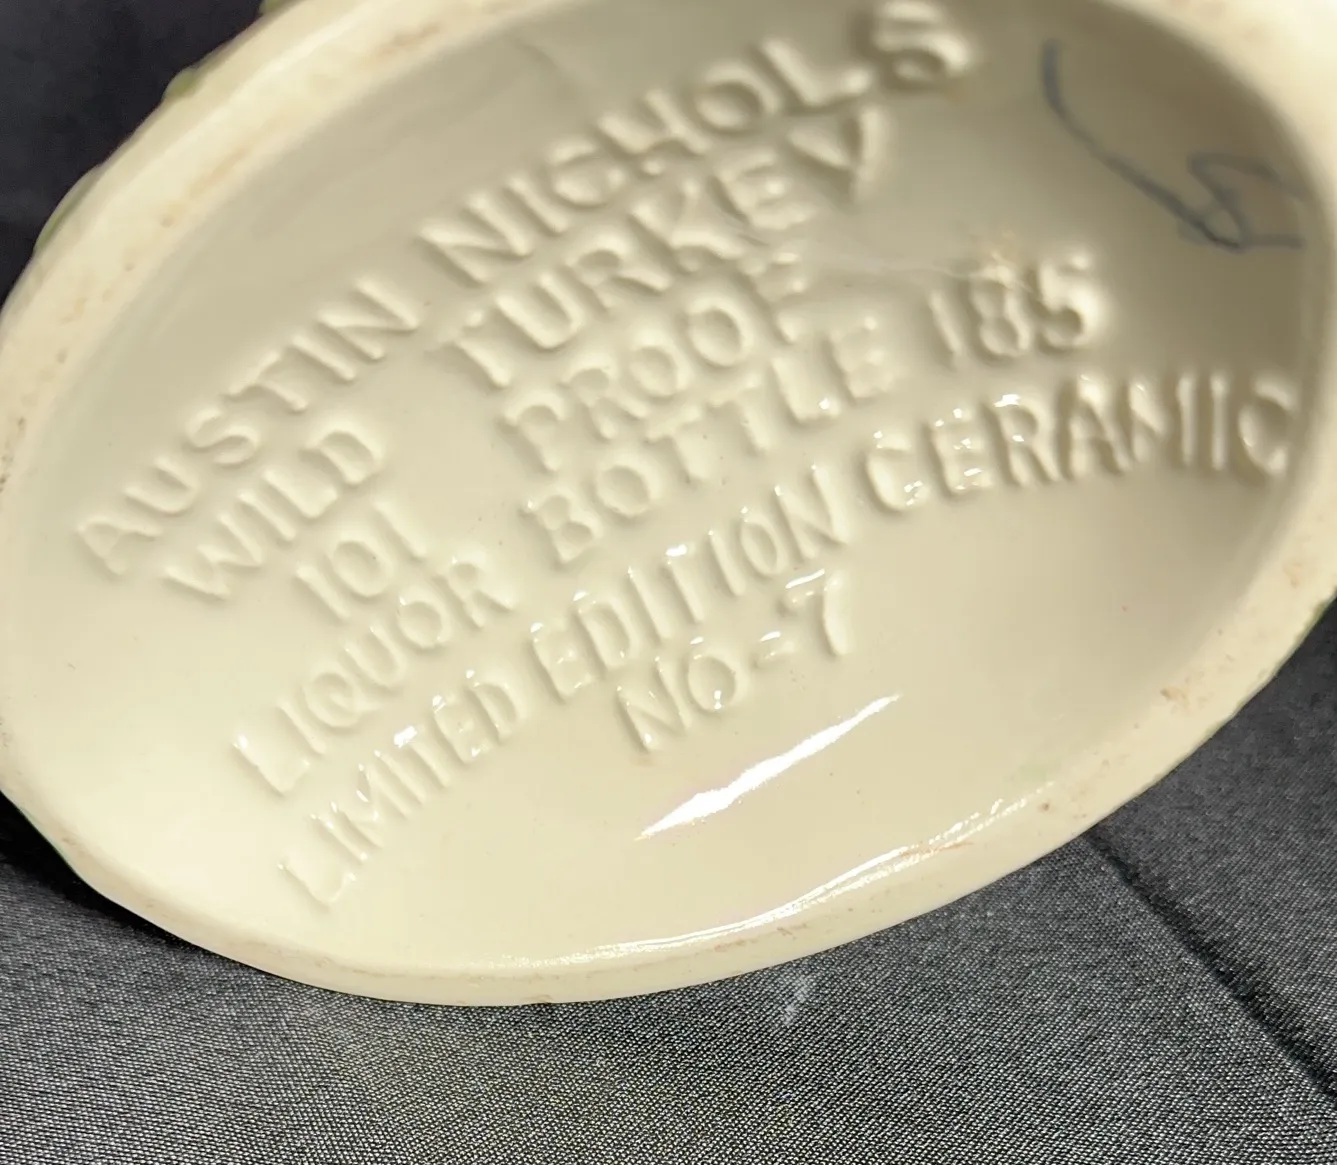 AUSTIN NICHOLS
WILD TURKEY
101 PROOF
LIQUOR BOTTLE 185
LIMITED EDITION CERAMIC
NO-7